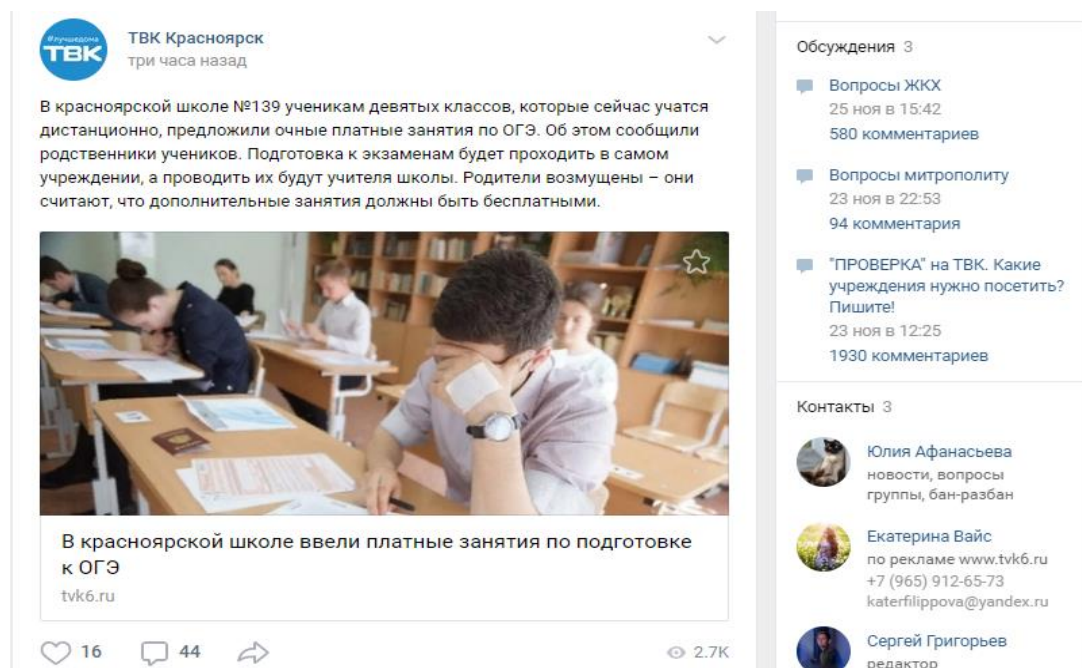 #лучшедома
ТВК
ТВК Красноярск
три часа назад
В красноярской школе №139 ученикам девятых классов, которые сейчас учатся
дистанционно, предложили очные платные занятия по ОГЭ. Об этом сообщили
родственники учеников. Подготовка к экзаменам будет проходить в самом
учреждении, а проводить их будут учителя школы. Родители возмущены – они
считают, что дополнительные занятия должны быть бесплатными.
В красноярской школе ввели платные занятия по подготовке
к ОГЭ
tvk6.ru
16
44
2.7K
Обсуждения 3
Вопросы ЖКХ
25 ноя в 15:42
580 комментариев
Вопросы митрополиту
23 ноя в 22:53
94 комментария
"ПРОВЕРКА" на ТВК. Какие
учреждения нужно посетить?
Пишите!
23 ноя в 12:25
1930 комментариев
Контакты 3
Юлия Афанасьева
новости, вопросы
группы, бан-разбан
Екатерина Вайс
по рекламе www.tvk6.ru
+7 (965) 912-65-73
katerfilippova@yandex.ru
Сергей Григорьев
редактор